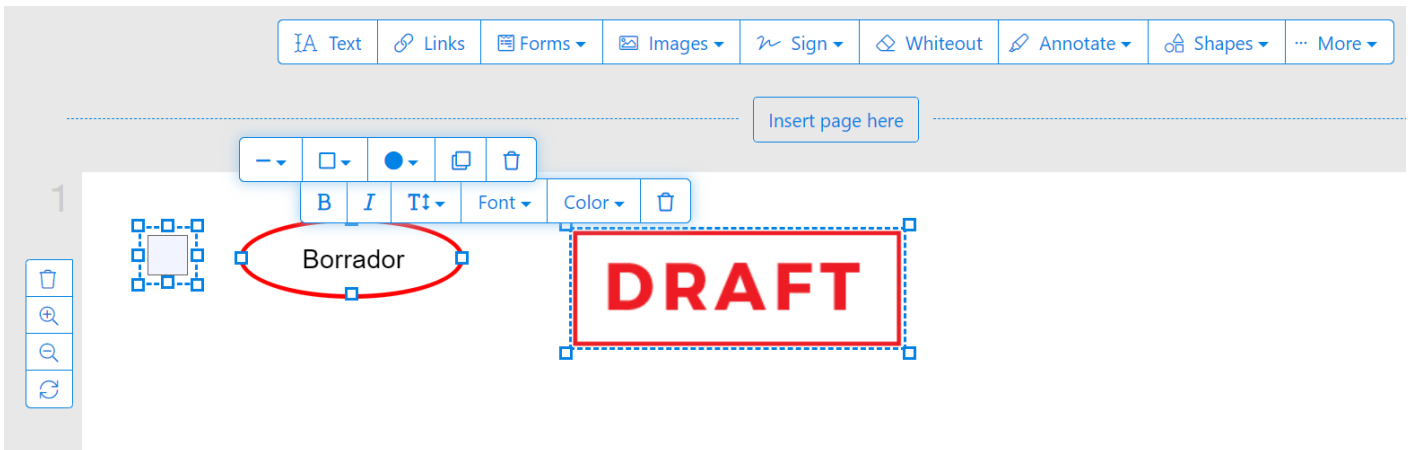 Text Links Forms Images Sign Whiteout Annotate Shapes ... More
Insert page here
1
B I T Font Color
Borrador
DRAFT